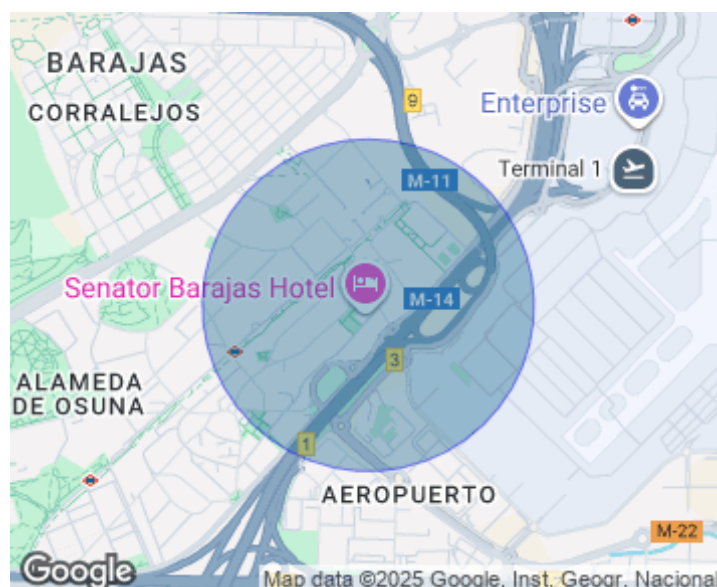 BARAJAS
CORRALEJOS
9
Enterprise
Terminal 1
M-11
Senator Barajas Hotel
M-14
3
ALAMEDA
DE OSUNA
1
AEROPUERTO
M-22
Google
Map data ©2025 Google, Inst. Geogr. Nacional